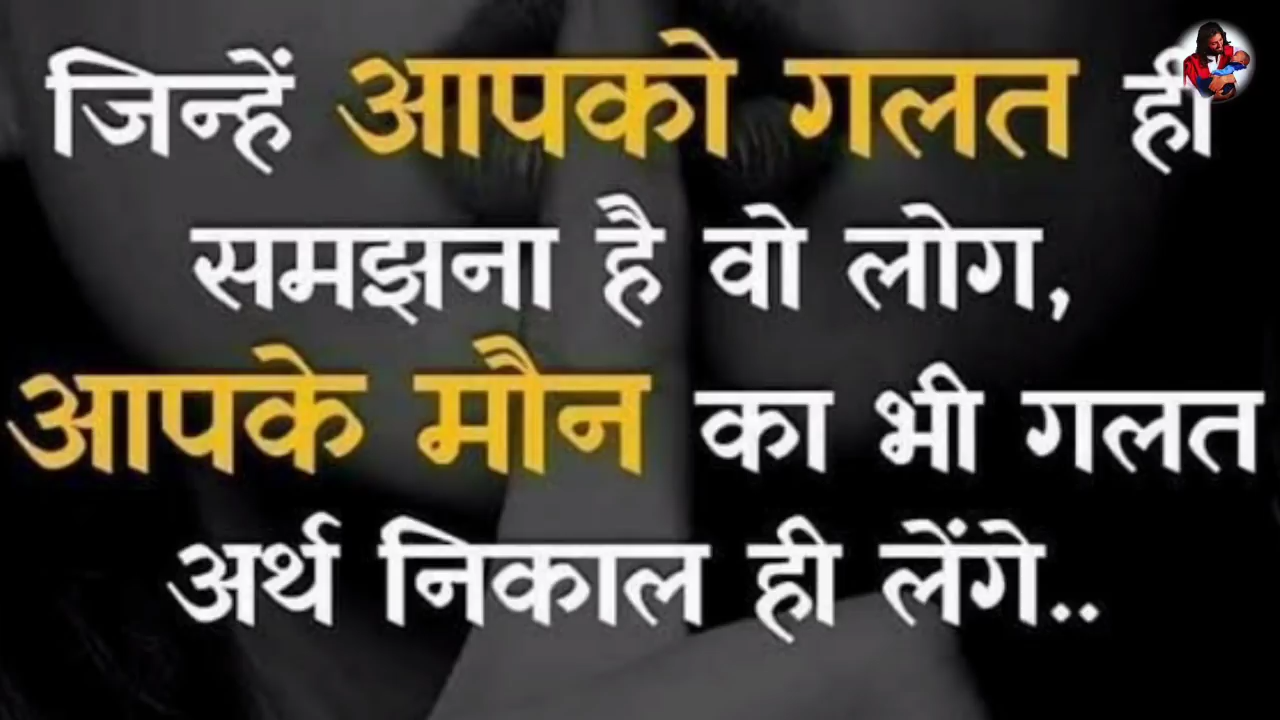 जिन्हें आपको गलत ही
समझना है वो लोग,
आपके मौन का भी गलत
अर्थ निकाल ही लेंगे..